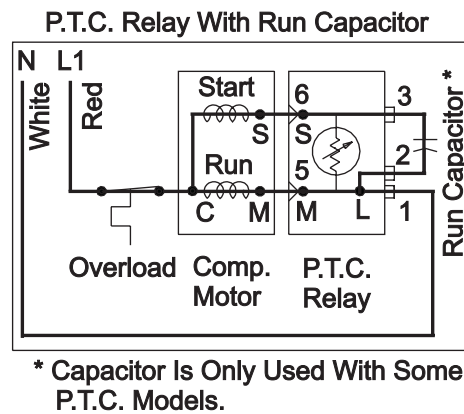 P.T.C. Relay With Run Capacitor
N L1
White
Red
Start
S
Run
C
M
6
S
5
M
L
3
2
1
Run Capacitor *
Overload
Comp.
Motor
P.T.C.
Relay
* Capacitor Is Only Used With Some
P.T.C. Models.